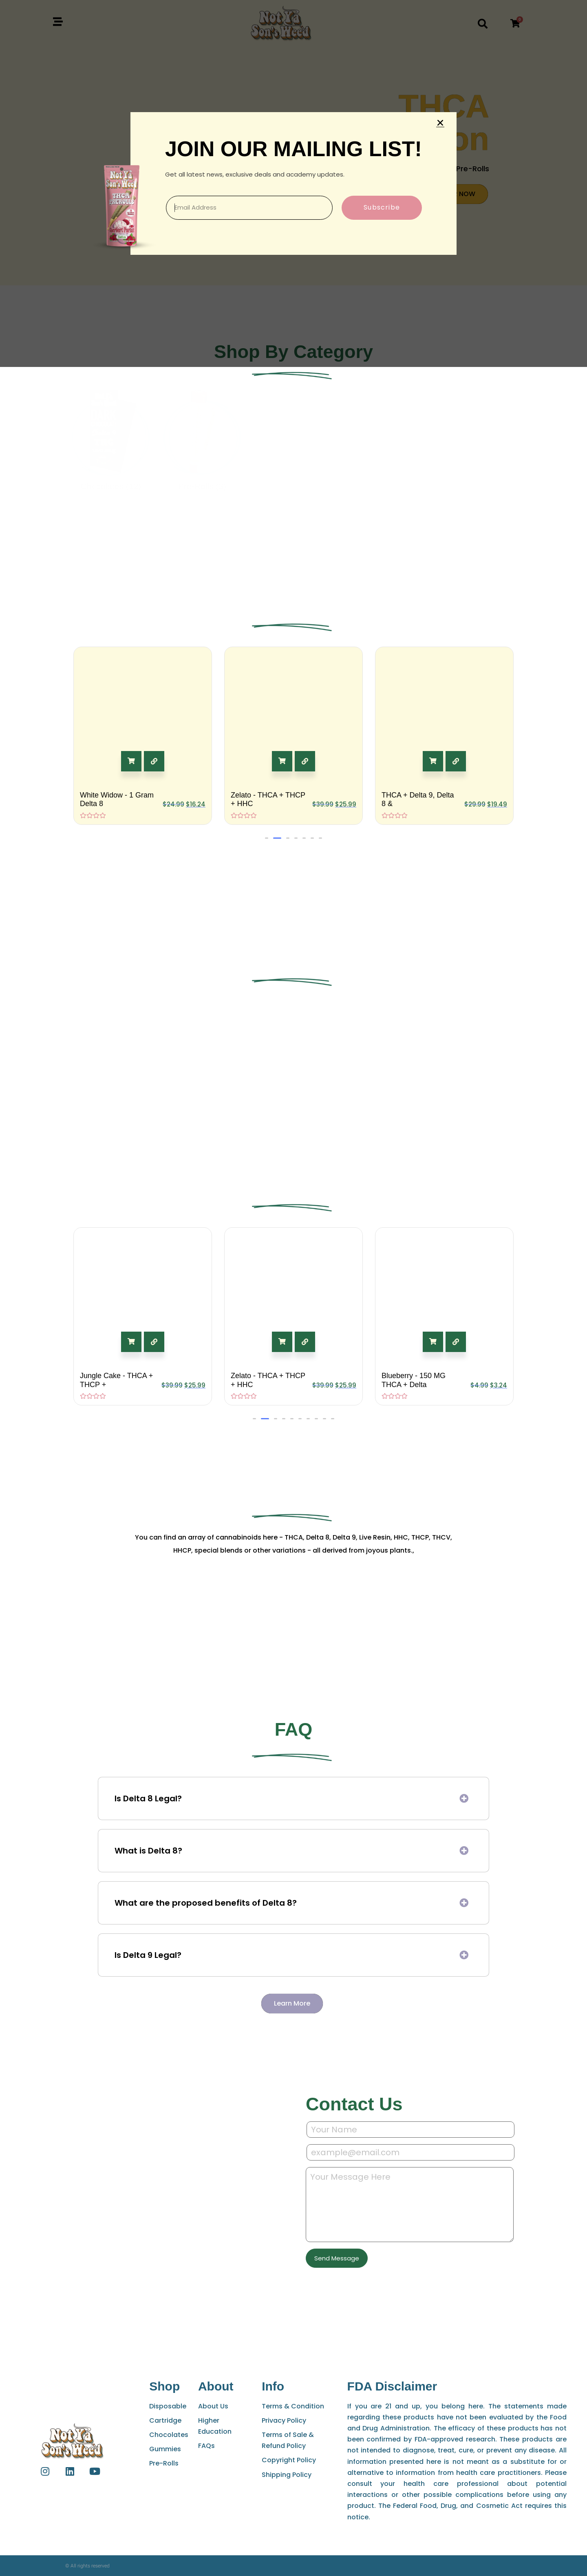 Not Ya
Son's Weed
0
THCA
on
Pre-Rolls
NOW
JOIN OUR MAILING LIST!
Get all latest news, exclusive deals and academy updates.
Email Address
Subscribe
Not Ya
Son's Weed
THCA
Shop By Category
White Widow - 1 Gram
Delta 8
$24.99 $16.24
Zelato - THCA + THCP
+ HHC
$39.99 $25.99
THCA + Delta 9, Delta
8 &
$29.99 $19.49
Jungle Cake - THCA +
THCP +
$39.99 $25.99
Zelato - THCA + THCP
+ HHC
$39.99 $25.99
Blueberry - 150 MG
THCA + Delta
$4.99 $3.24
You can find an array of cannabinoids here - THCA, Delta 8, Delta 9, Live Resin, HHC, THCP, THCV,
HHCP, special blends or other variations - all derived from joyous plants.,
FAQ
Is Delta 8 Legal?
What is Delta 8?
What are the proposed benefits of Delta 8?
Is Delta 9 Legal?
Learn More
Contact Us
Your Name
example@email.com
Your Message Here
Send Message
Not Ya
Son's Weed
Shop
Disposable
Cartridge
Chocolates
Gummies
Pre-Rolls
About
About Us
Higher
Education
FAQs
Info
Terms & Condition
Privacy Policy
Terms of Sale &
Refund Policy
Copyright Policy
Shipping Policy
FDA Disclaimer
If you are 21 and up, you belong here. The statements made
regarding these products have not been evaluated by the Food
and Drug Administration. The efficacy of these products has not
been confirmed by FDA-approved research. These products are
not intended to diagnose, treat, cure, or prevent any disease. All
information presented here is not meant as a substitute for or
alternative to information from health care practitioners. Please
consult your health care professional about potential
interactions or other possible complications before using any
product. The Federal Food, Drug, and Cosmetic Act requires this
notice.
© All rights reserved